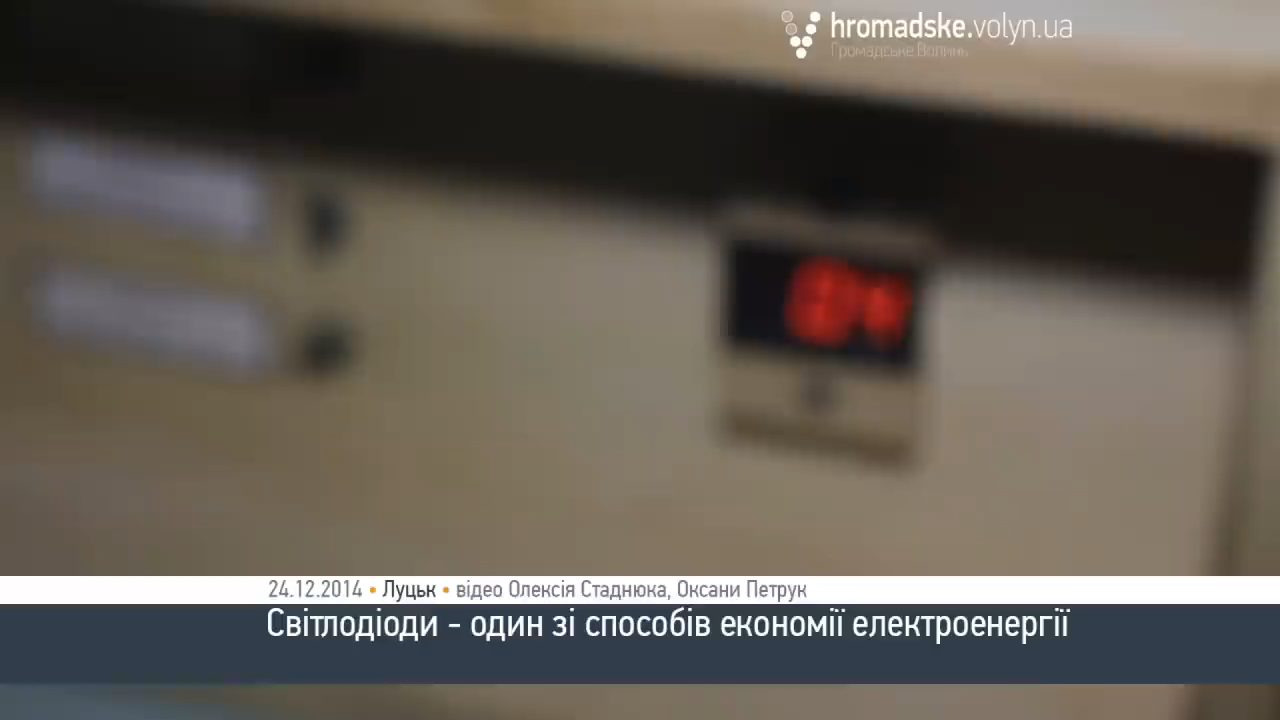 hromadske.volyn.ua
Громадське Волинь
24.12.2014 • Луцьк • відео Олексія Стаднюка, Оксани Петрук
Світлодіоди - один зі способів економії електроенергії